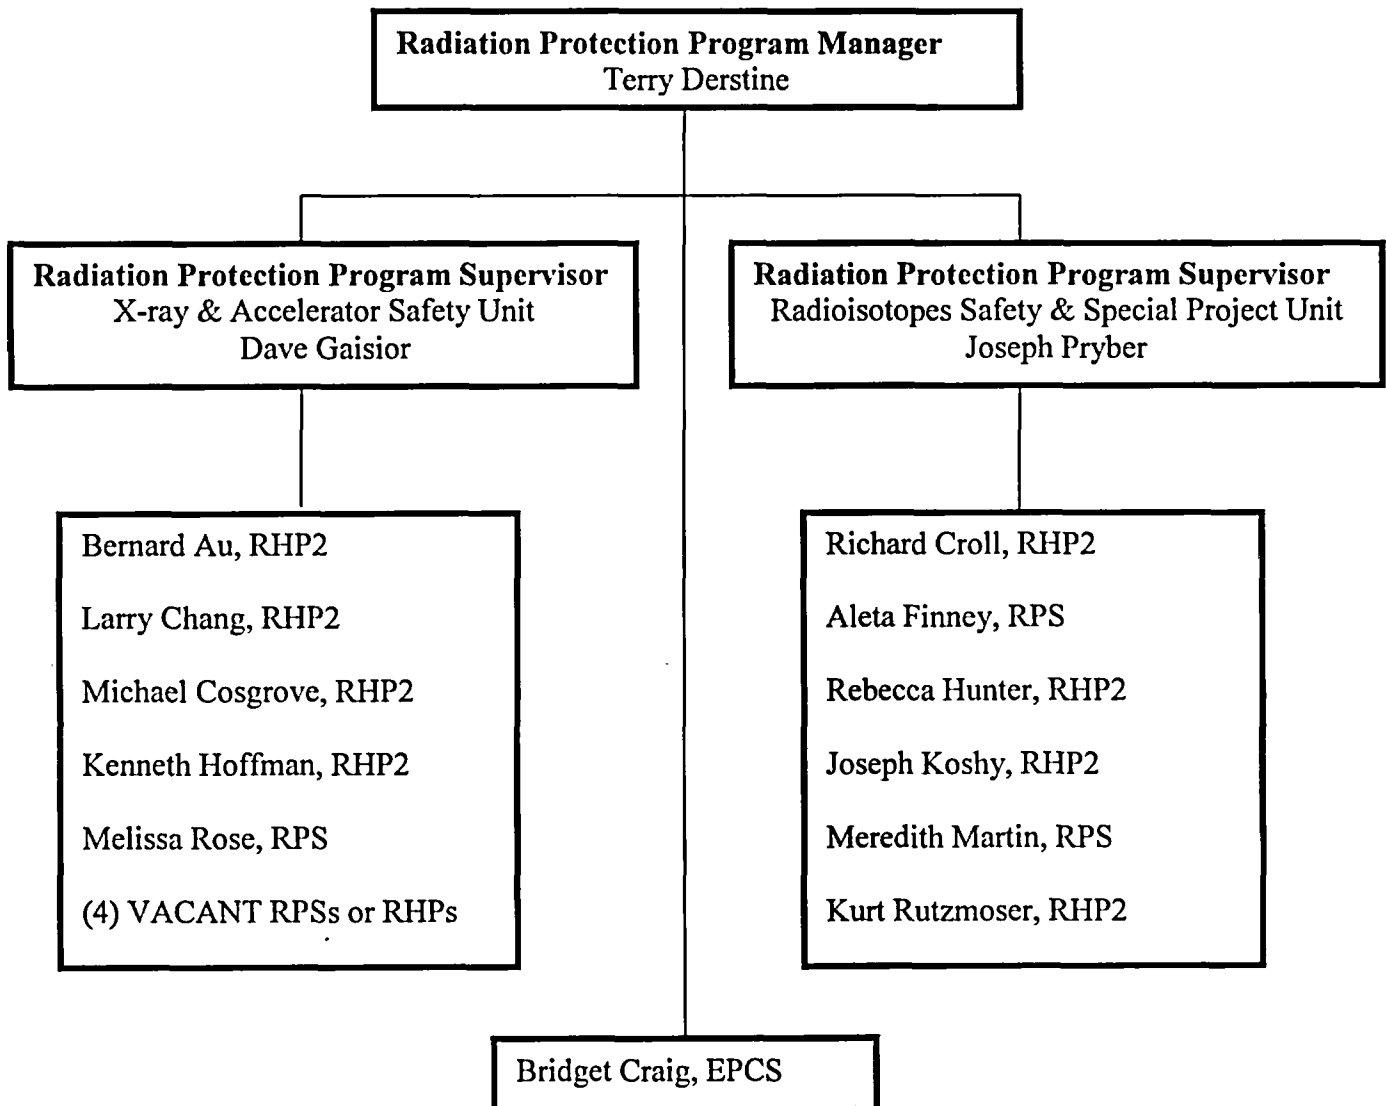 Radiation Protection Program Manager
Terry Derstine
Radiation Protection Program Supervisor
X-ray & Accelerator Safety Unit
Dave Gaisior
Radiation Protection Program Supervisor
Radioisotopes Safety & Special Project Unit
Joseph Pryber
Bernard Au, RHP2
Larry Chang, RHP2
Michael Cosgrove, RHP2
Kenneth Hoffman, RHP2
Melissa Rose, RPS
(4) VACANT RPSs or RHPs
Richard Croll, RHP2
Aleta Finney, RPS
Rebecca Hunter, RHP2
Joseph Koshy, RHP2
Meredith Martin, RPS
Kurt Rutzmoser, RHP2
Bridget Craig, EPCS